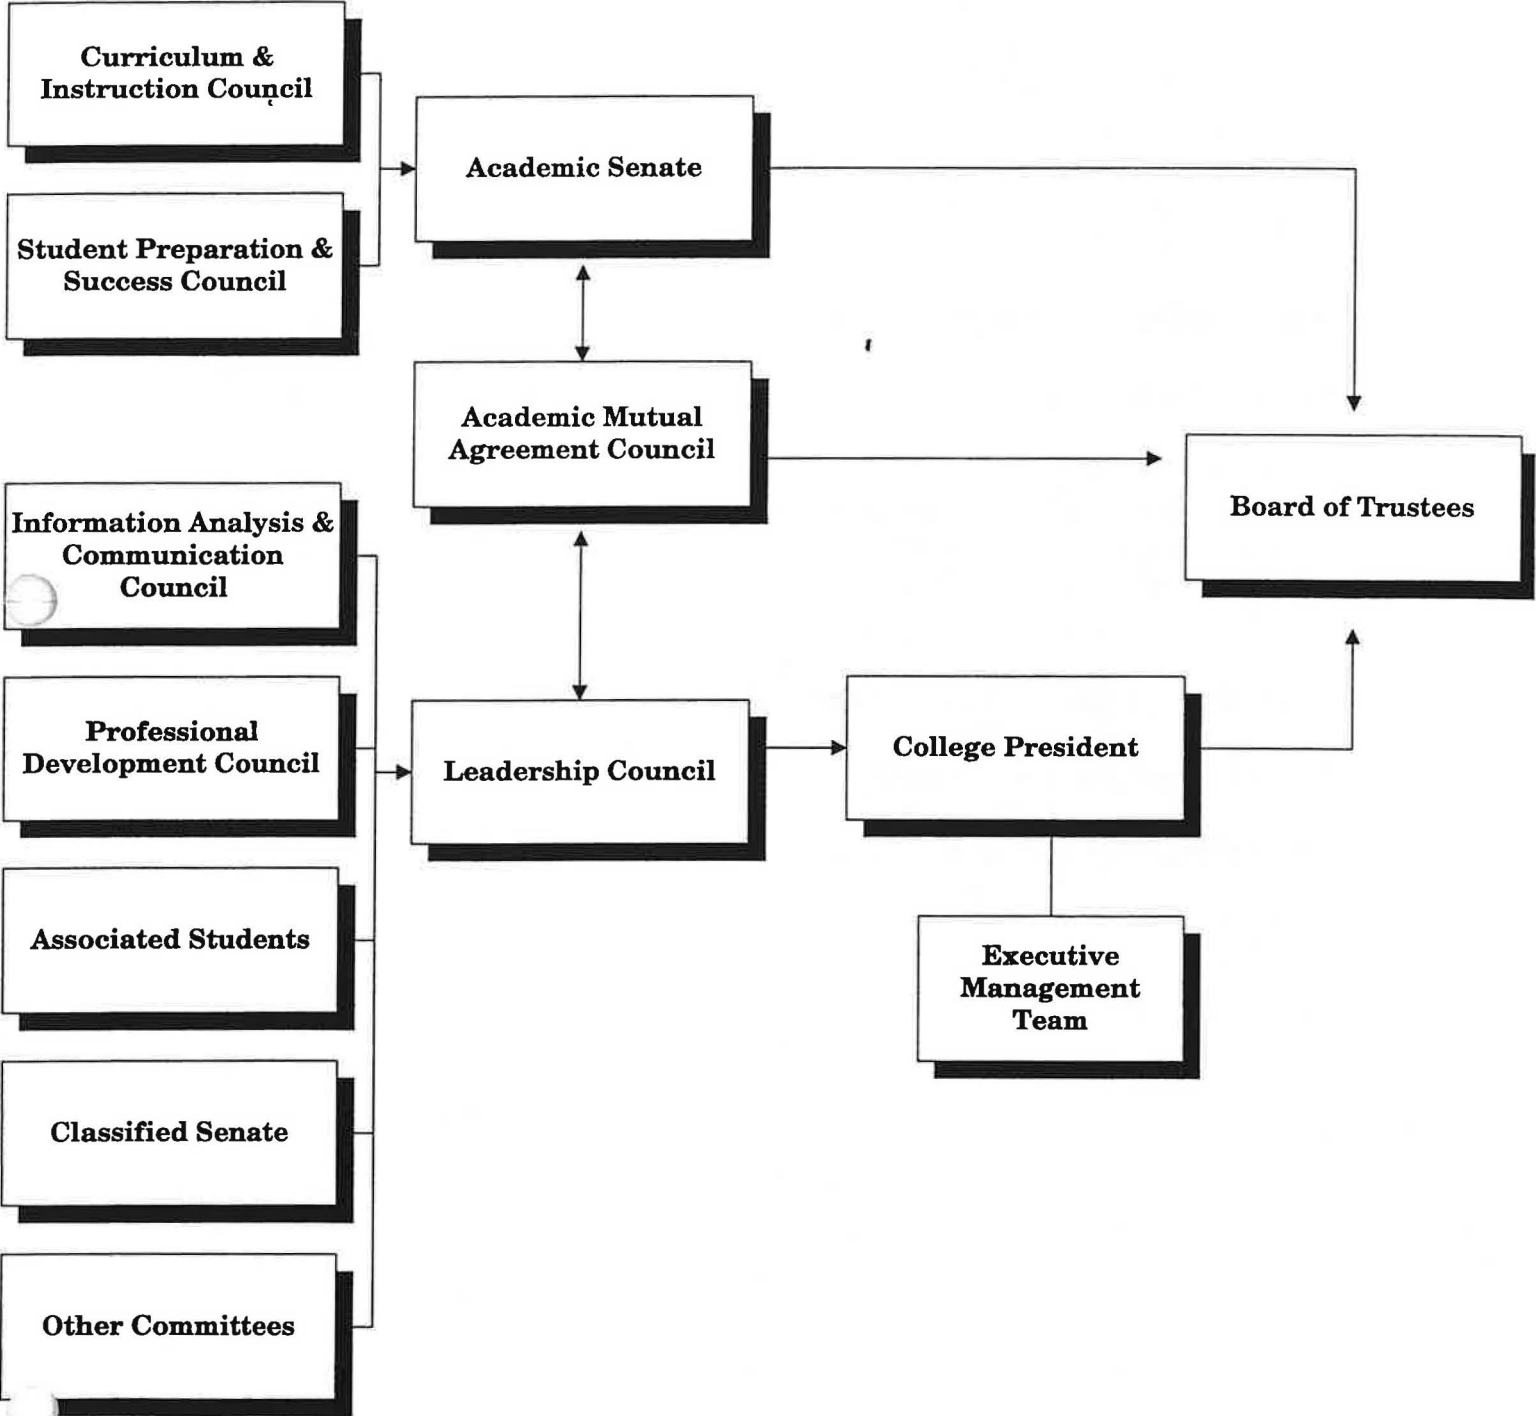 Curriculum &
Instruction Council
Academic Senate
Student Preparation &
Success Council
Academic Mutual
Agreement Council
Board of Trustees
Information Analysis &
Communication
Council
Professional
Development Council
Leadership Council
College President
Associated Students
Executive
Management
Team
Classified Senate
Other Committees